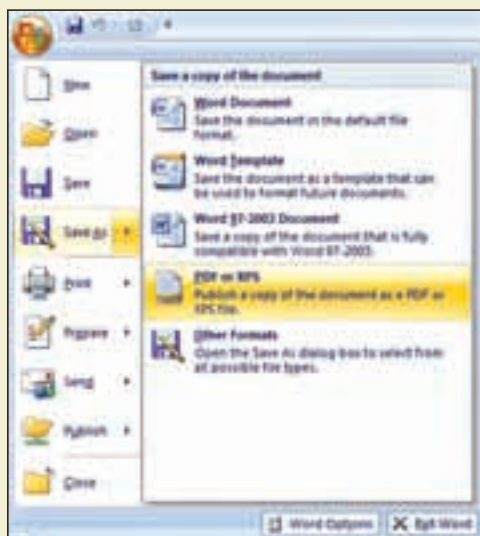 New
Open
Save
Save As
Print
Prepare
Send
Publish
Close
Save a copy of the document
Word Document
Save the document in the default file
format.
Word Template
Save the document as a template that can
be used to format future documents.
Word 97-2003 Document
Save a copy of the document that is fully
compatible with Word 97-2003.
PDF or XPS
Publish a copy of the document as a PDF or
XPS file.
Other Formats
Open the Save As dialog box to select from
all possible file types.
Word Options
Exit Word